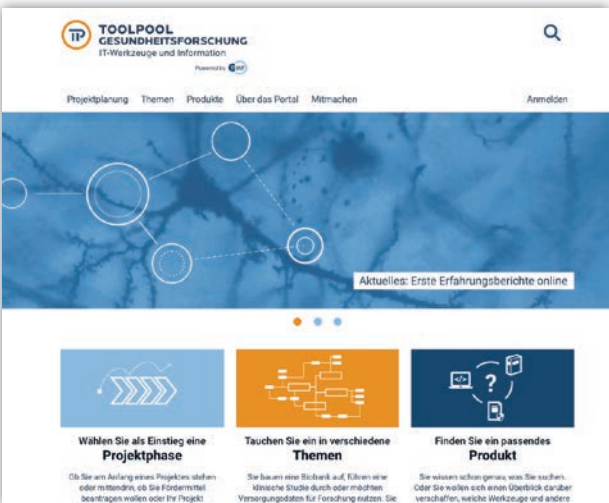 TP
TOOLPOOL
GESUNDHEITSFORSCHUNG
IT-Werkzeuge und Information
Powered by TMF
Projektplanung Themen Produkte Über das Portal Mitmachen Anmelden
Aktuelles: Erste Erfahrungsberichte online
Wählen Sie als Einstieg eine
Projektphase
Ob Sie am Anfang eines Projektes stehen
oder mittendrin, ob Sie Fördermittel
beantragen wollen oder Ihr Projekt
Tauchen Sie ein in verschiedene
Themen
Sie bauen eine Biobank auf, führen eine
klinische Studie durch oder möchten
Versorgungsdaten für Forschung nutzen. Sie
Finden Sie ein passendes
Produkt
Sie wissen schon genau, was Sie suchen.
Oder Sie wollen sich einen Überblick darüber
verschaffen, welche Werkzeuge und andere